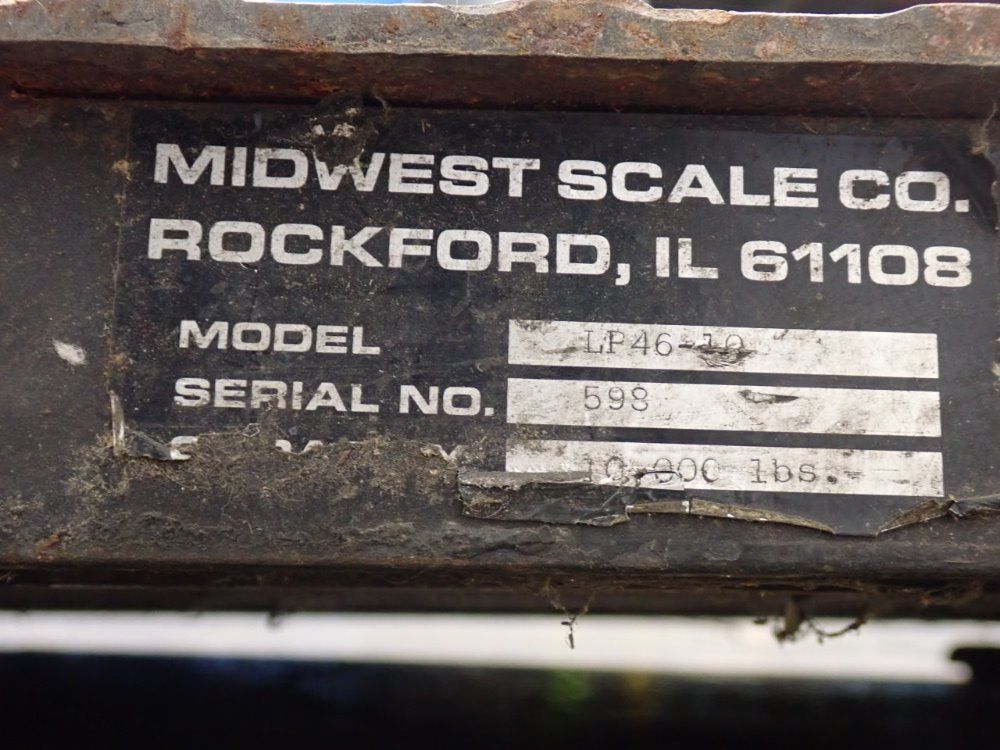 MIDWEST SCALE CO.
ROCKFORD, IL 61108
MODEL LP46-10
SERIAL NO. 598
10,000 lbs.